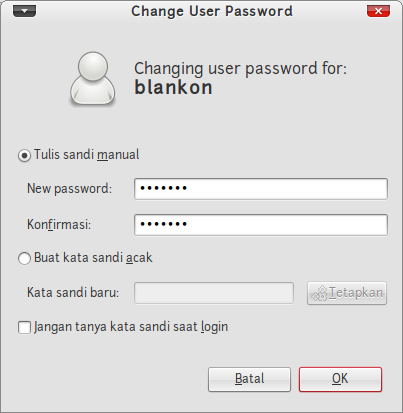 Change User Password
Changing user password for:
blankon
Tulis sandi manual
New password: •••••••
Konfirmasi: •••••••
Buat kata sandi acak
Kata sandi baru: Tetapkan
Jangan tanya kata sandi saat login
Batal OK